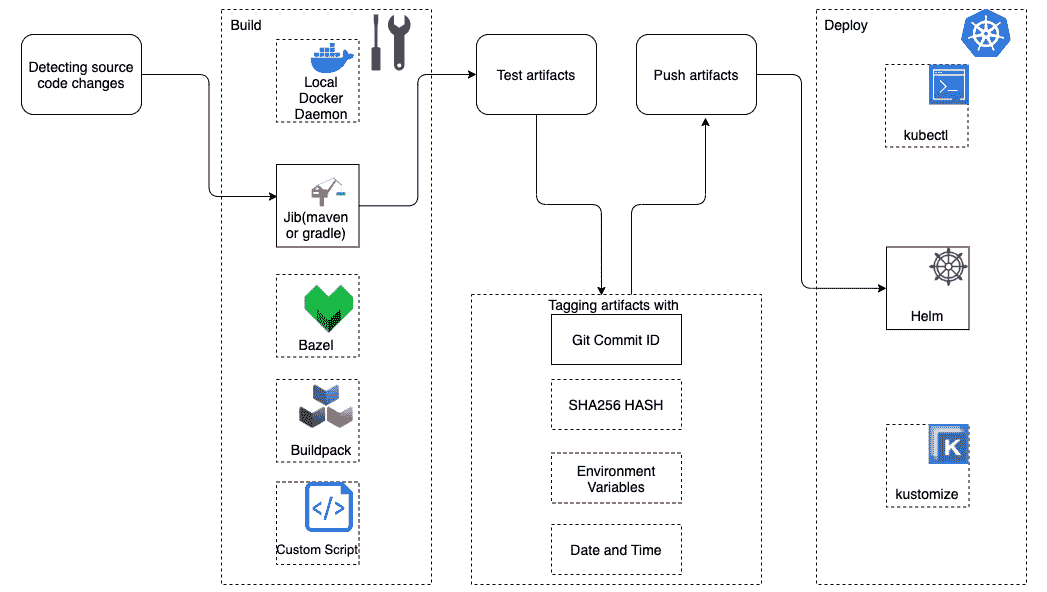 Detecting source
code changes
Build
Local
Docker
Daemon
Jib(maven
or gradle)
Bazel
Buildpack
</>
Custom Script
Test artifacts
Push artifacts
Tagging artifacts with
Git Commit ID
SHA256 HASH
Environment
Variables
Date and Time
Deploy
>_
kubectl
Helm
K
kustomize